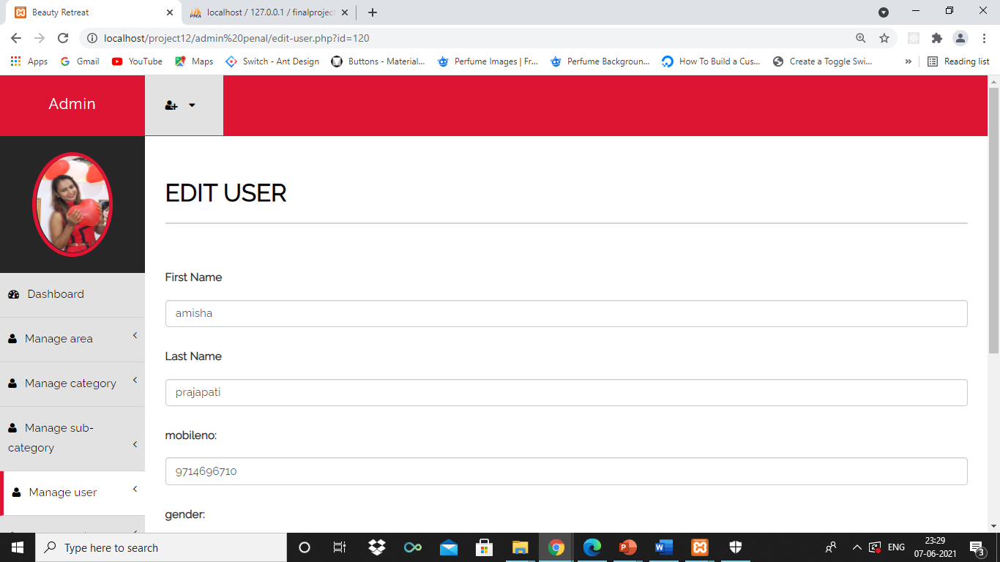 Beauty Retreat
localhost / 127.0.0.1 / finalproject
localhost/project12/admin%20penal/edit-user.php?id=120
Apps
Gmail
YouTube
Maps
Switch - Ant Design
Buttons - Material...
Perfume Images | Fr...
Perfume Backgroun...
How To Build a Cus...
Create a Toggle Swi...
»
Reading list
Admin
EDIT USER
First Name
amisha
Last Name
prajapati
mobileno:
9714696710
gender:
Dashboard
Manage area
Manage category
Manage sub-
category
Manage user
Type here to search
ENG
23:29
07-06-2021
3